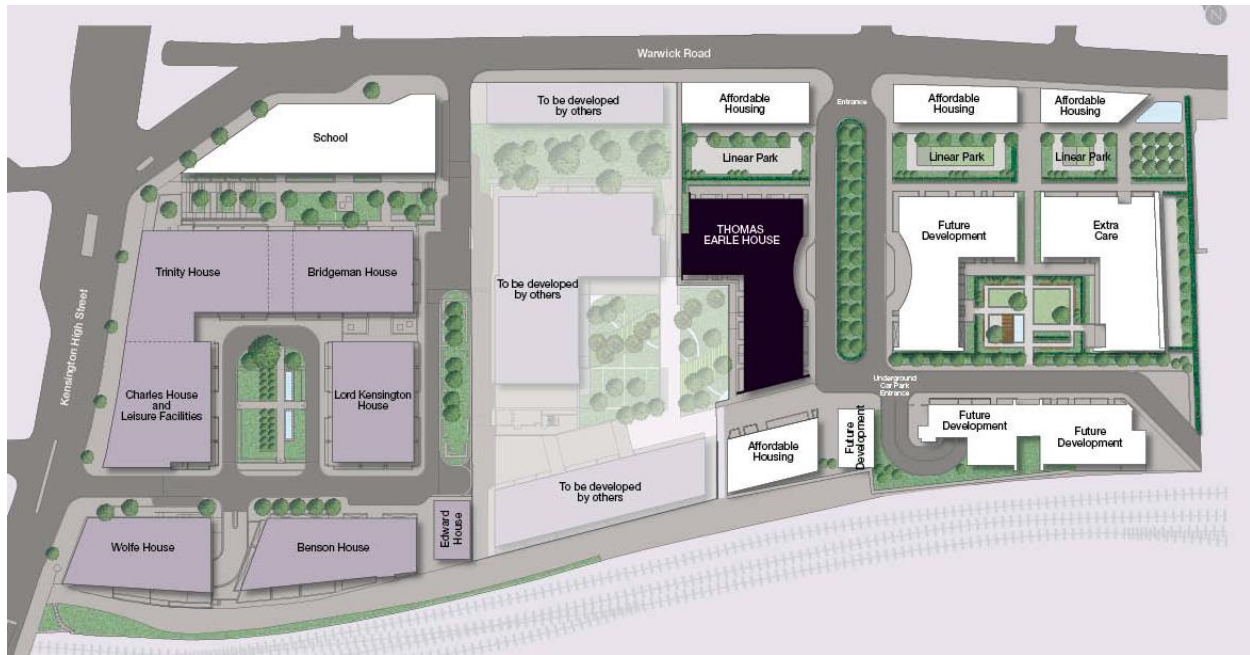 N
Warwick Road
To be developed
by others
Affordable
Housing
Entrance
Affordable
Housing
Affordable
Housing
School
Linear Park
Linear Park
Linear Park
THOMAS
EARLE HOUSE
Future
Development
Extra
Care
Trinity House
Bridgeman House
To be developed
by others
Kensington High Street
Charles House
and
Leisure Facilities
Lord Kensington
House
Underground
Car Park
Entrance
Affordable
Housing
Future
Development
Future
Development
Future
Development
To be developed
by others
Edward
House
Wolfe House
Benson House